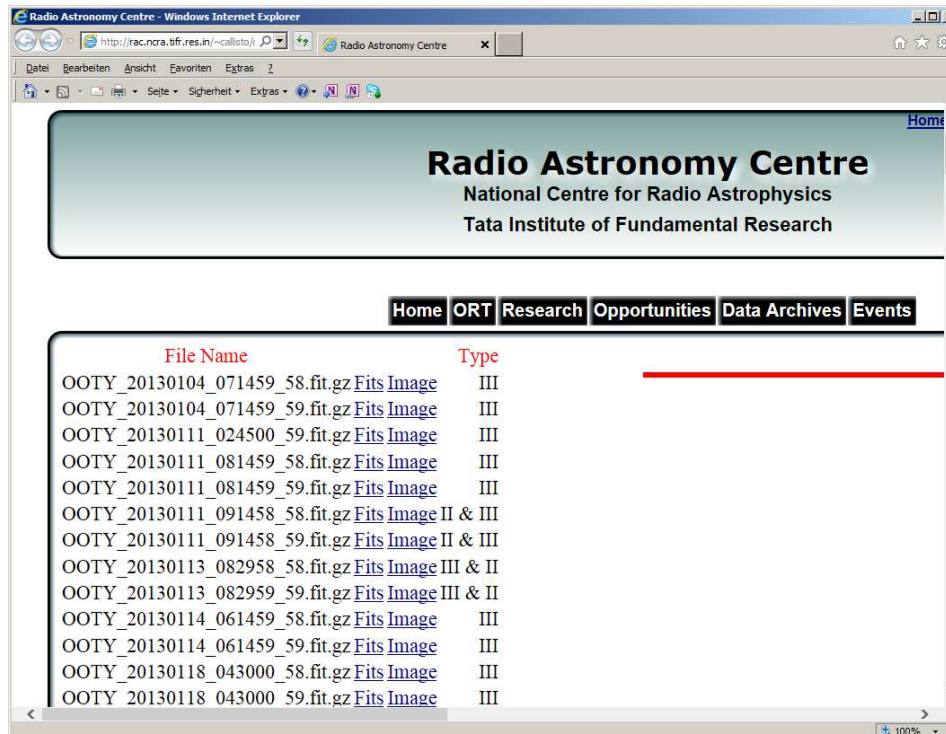 Radio Astronomy Centre - Windows Internet Explorer
http://rac.ncra.tifr.res.in/~callisto/ Radio Astronomy Centre x
Datei Bearbeiten Ansicht Favoriten Extras ?
Seite Sicherheit Extras
Home
Radio Astronomy Centre
National Centre for Radio Astrophysics
Tata Institute of Fundamental Research
Home ORT Research Opportunities Data Archives Events
File Name Type
OOTY_20130104_071459_58.fit.gz Fits Image III
OOTY_20130104_071459_59.fit.gz Fits Image III
OOTY_20130111_024500_59.fit.gz Fits Image III
OOTY_20130111_081459_58.fit.gz Fits Image III
OOTY_20130111_081459_59.fit.gz Fits Image III
OOTY_20130111_091458_58.fit.gz Fits Image II & III
OOTY_20130111_091458_59.fit.gz Fits Image II & III
OOTY_20130113_082958_58.fit.gz Fits Image III & II
OOTY_20130113_082959_59.fit.gz Fits Image III & II
OOTY_20130114_061459_58.fit.gz Fits Image III
OOTY_20130114_061459_59.fit.gz Fits Image III
OOTY_20130118_043000_58.fit.gz Fits Image III
OOTY_20130118_043000_59.fit.gz Fits Image III
100%